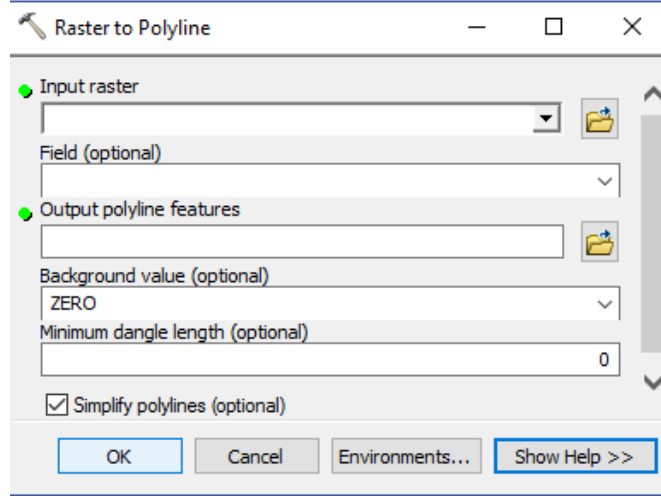 Raster to Polyline
Input raster
Field (optional)
Output polyline features
Background value (optional)
ZERO
Minimum dangle length (optional)
0
Simplify polylines (optional)
OK Cancel Environments... Show Help >>